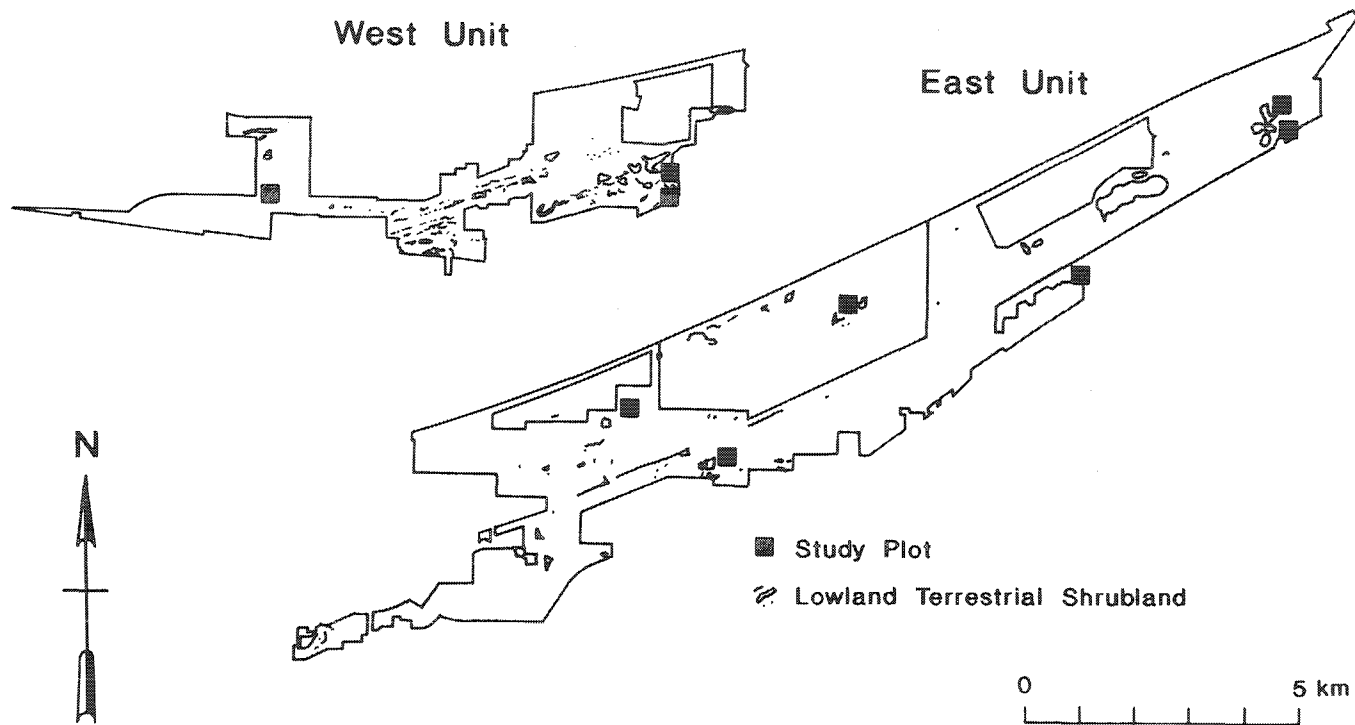 West Unit
East Unit
N
Study Plot
Lowland Terrestrial Shrubland
0 5 km